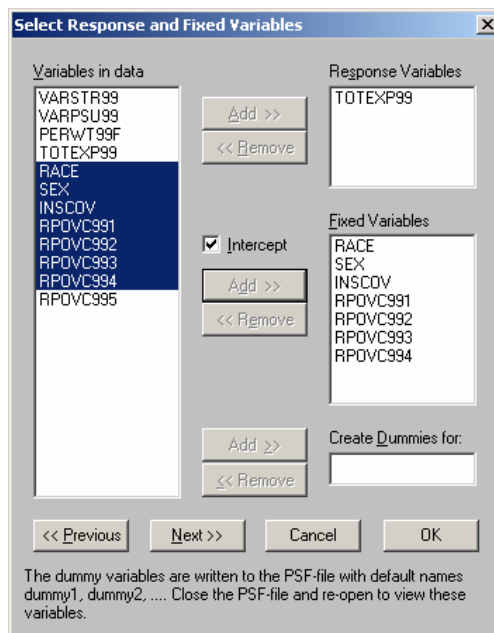 Select Response and Fixed Variables
Variables in data
VARSTR99
VARPSU99
PERWT99F
TOTEXP99
RACE
SEX
INSCOV
RPOVC991
RPOVC992
RPOVC993
RPOVC994
RPOVC995
Add >>
<< Remove
Response Variables
TOTEXP99
Intercept
Add >>
<< Remove
Fixed Variables
RACE
SEX
INSCOV
RPOVC991
RPOVC992
RPOVC993
RPOVC994
Add >>
<< Remove
Create Dummies for:
<< Previous
Next >>
Cancel
OK
The dummy variables are written to the PSF-file with default names
dummy1, dummy2, .... Close the PSF-file and re-open to view these
variables.